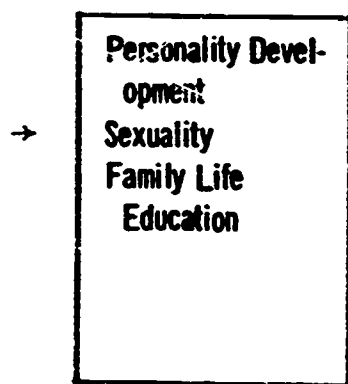 Personality Devel-
opment
→ Sexuality
Family Life
Education